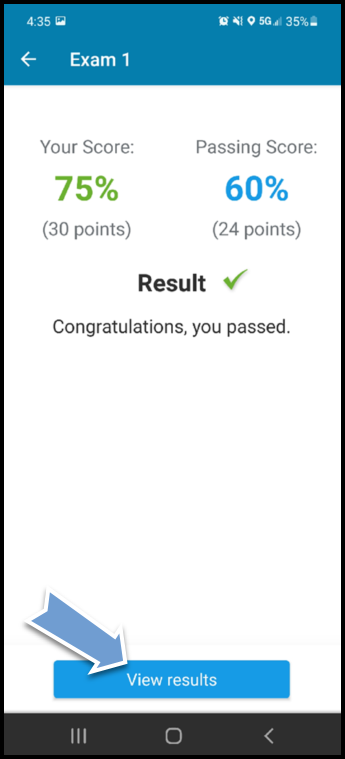 4:35 5G 35%
Exam 1
Your Score: Passing Score:
75% 60%
(30 points) (24 points)
Result
Congratulations, you passed.
View results